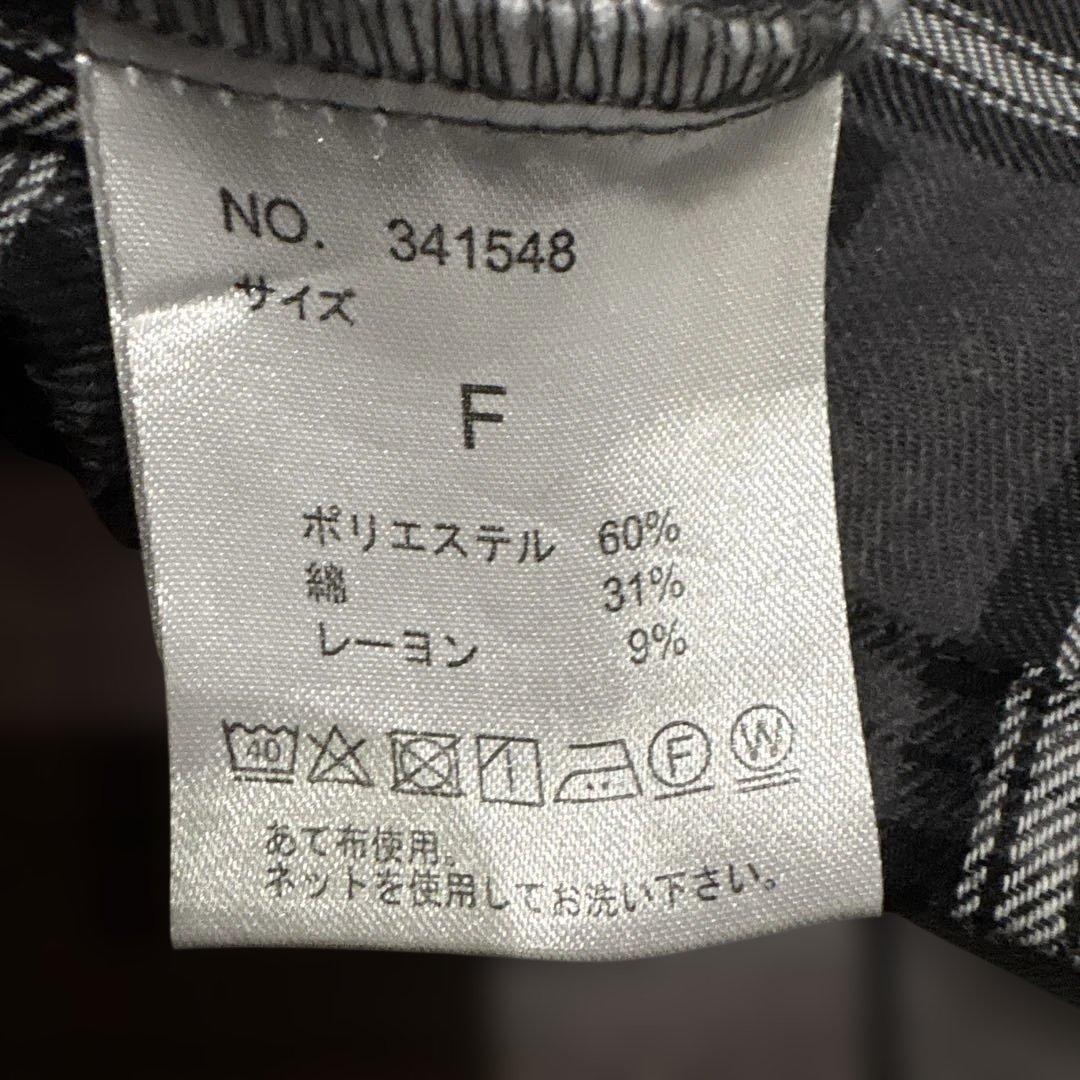 NO. 341548
サイズ
F
ポリエステル 60%
綿 31%
レーヨン 9%
40 F W
あて布使用。
ネットを使用してお洗い下さい。